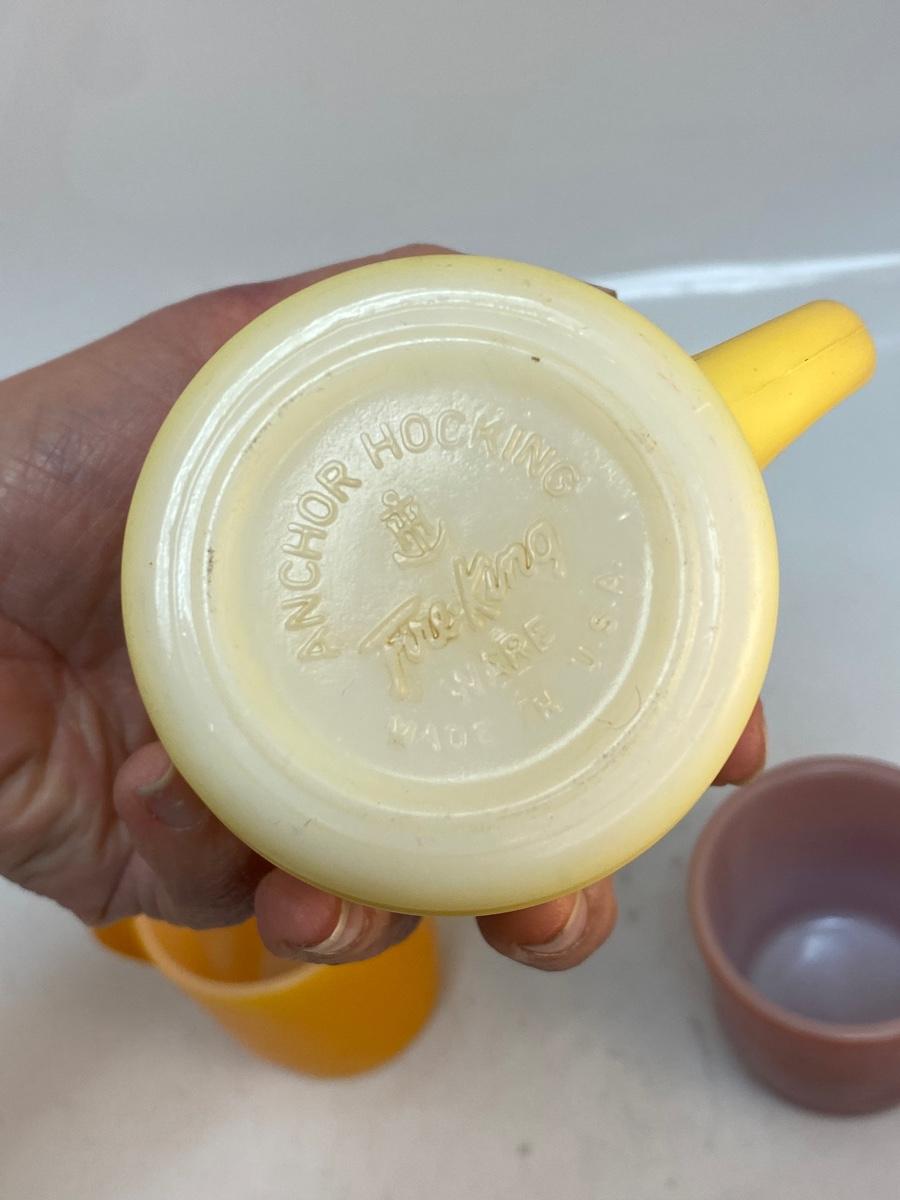 ANCHOR HOCKING
Fire-King
WARE
MADE IN U.S.A.